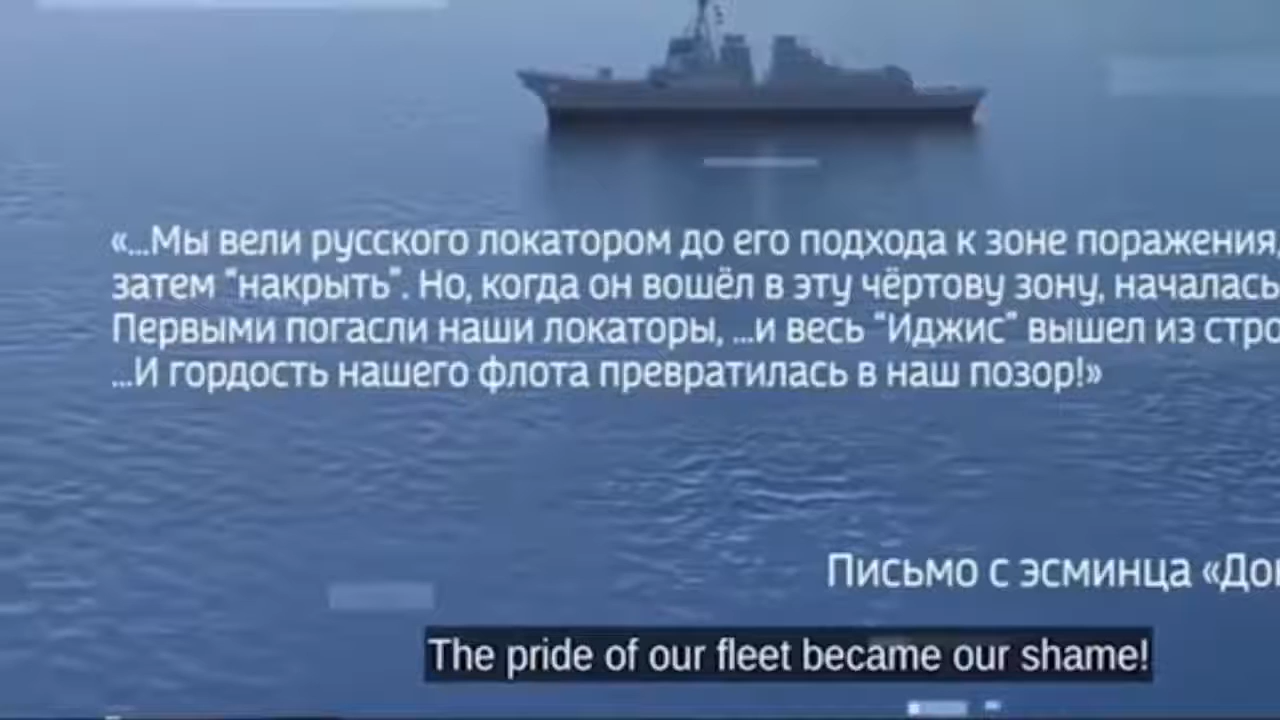 «...Мы вели русского локатором до его подхода к зоне поражения,
затем "накрыть". Но, когда он вошёл в эту чёртову зону, началась
Первыми погасли наши локаторы, ...и весь "Иджис" вышел из стро
...И гордость нашего флота превратилась в наш позор!»
Письмо с эсминца «До
The pride of our fleet became our shame!